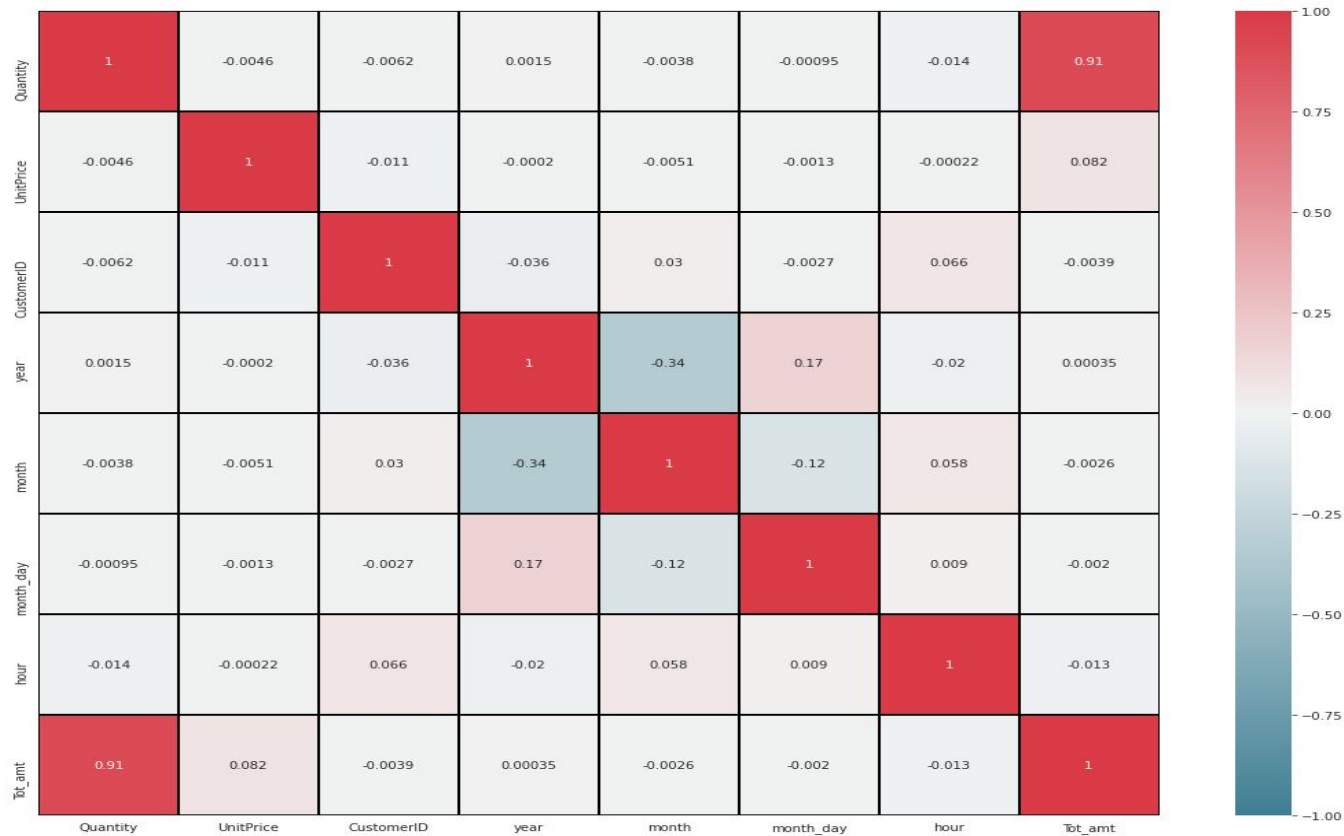 1.00
Quantity 1 -0.0046 -0.0062 0.0015 -0.0038 -0.00095 -0.014 0.91
0.75
UnitPrice -0.0046 1 -0.011 -0.0002 -0.0051 -0.0013 -0.00022 0.082
0.50
CustomerID -0.0062 -0.011 1 -0.036 0.03 -0.0027 0.066 -0.0039
0.25
year 0.0015 -0.0002 -0.036 1 -0.34 0.17 -0.02 0.00035
0.00
month -0.0038 -0.0051 0.03 -0.34 1 -0.12 0.058 -0.0026
−0.25
month_day -0.00095 -0.0013 -0.0027 0.17 -0.12 1 0.009 -0.002
−0.50
hour -0.014 -0.00022 0.066 -0.02 0.058 0.009 1 -0.013
−0.75
Tot_amt 0.91 0.082 -0.0039 0.00035 -0.0026 -0.002 -0.013 1
−1.00
Quantity UnitPrice CustomerID year month month_day hour Tot_amt